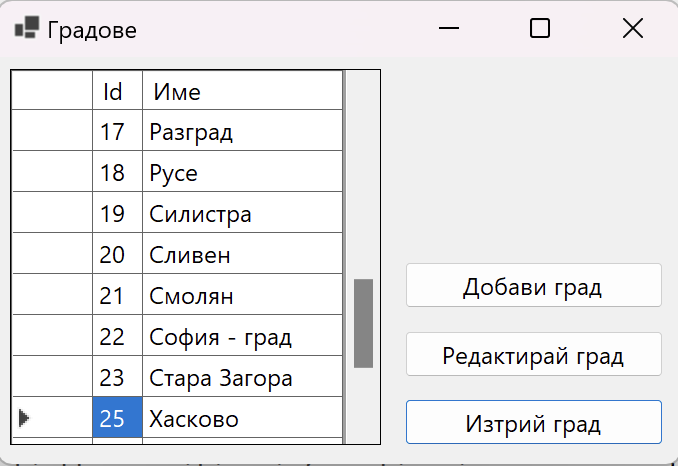 Градове
Id Име
17 Разград
18 Русе
19 Силистра
20 Сливен
21 Смолян
22 София - град
23 Стара Загора
25 Хасково
Добави град
Редактирай град
Изтрий град